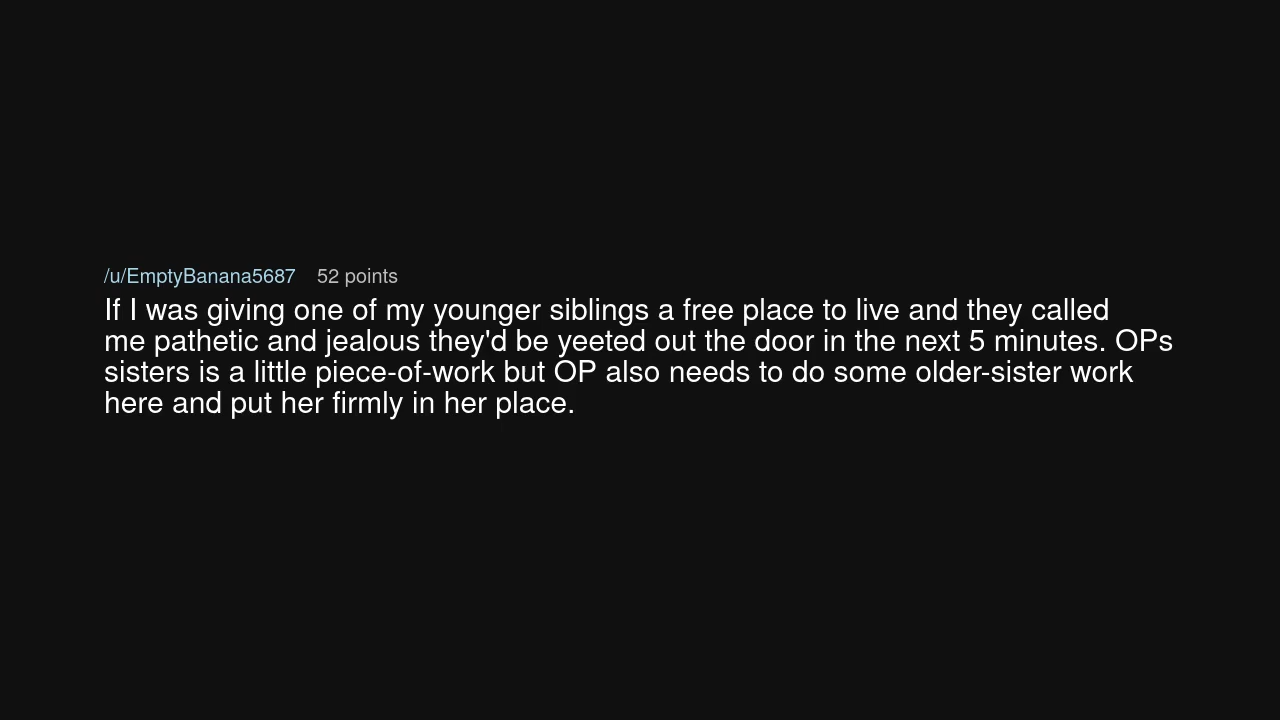 /u/EmptyBanana5687 52 points
If I was giving one of my younger siblings a free place to live and they called
me pathetic and jealous they'd be yeeted out the door in the next 5 minutes. OPs
sisters is a little piece-of-work but OP also needs to do some older-sister work
here and put her firmly in her place.